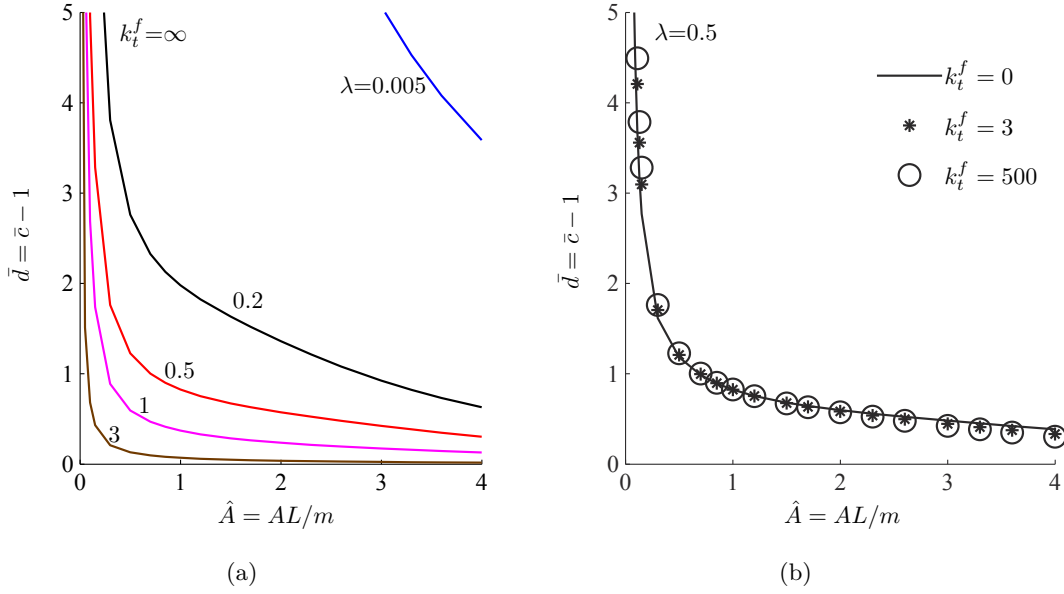 5
4
3
2
1
0
0
1
2
3
4
k_t^f=∞
λ=0.005
0.2
0.5
1
3
d̄ = c̄ − 1
Â = AL/m
(a)
5
4
3
2
1
0
0
1
2
3
4
λ=0.5
k_t^f = 0
k_t^f = 3
k_t^f = 500
d̄ = c̄ − 1
Â = AL/m
(b)